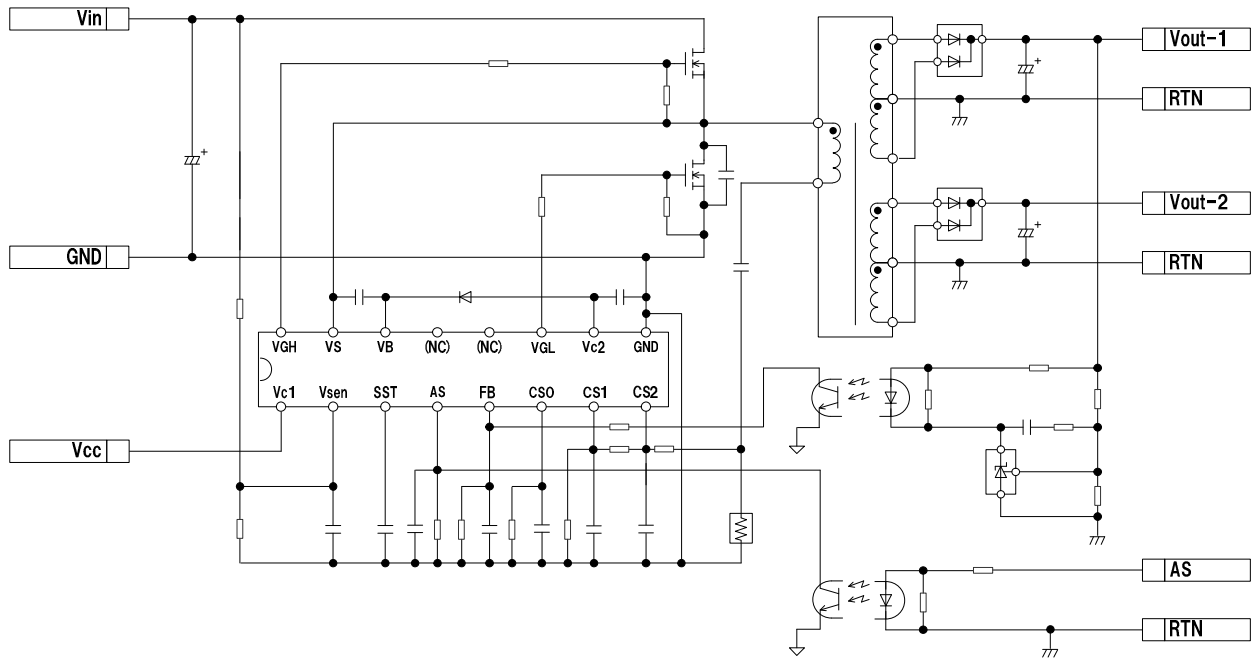 Vin
Vout-1
RTN
Vout-2
GND
RTN
VGH VS VB (NC) (NC) VGL Vc2 GND
Vc1 Vsen SST AS FB CSO CS1 CS2
Vcc
AS
RTN
+
+
+